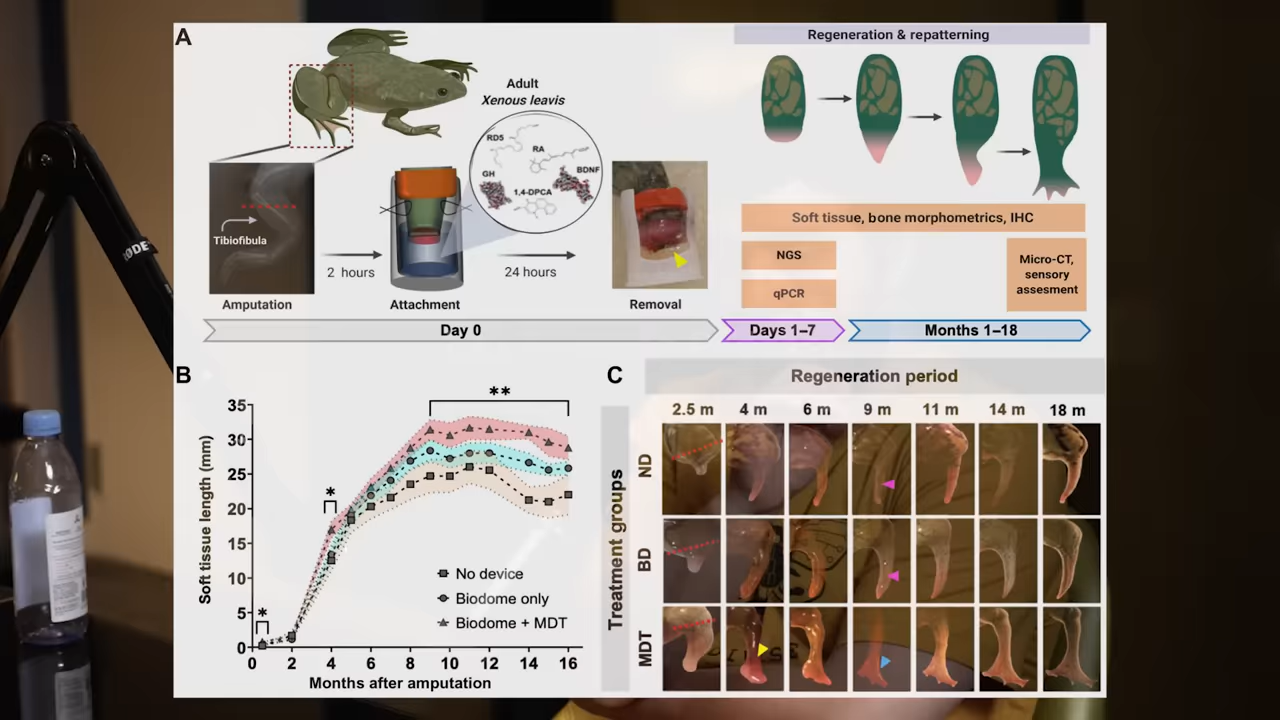 A
Adult
Xenous leavis
RD5
RA
GH
BDNF
1,4-DPCA
Tibiofibula
2 hours
24 hours
Amputation
Attachment
Removal
Day 0
Regeneration & repatterning
Soft tissue, bone morphometrics, IHC
NGS
qPCR
Micro-CT,
sensory
assesment
Days 1–7
Months 1–18
B
Soft tissue length (mm)
35
30
25
20
15
10
5
0
*
*
**
No device
Biodome only
Biodome + MDT
0 2 4 6 8 10 12 14 16
Months after amputation
C
Regeneration period
2.5 m 4 m 6 m 9 m 11 m 14 m 18 m
Treatment groups
ND
BD
MDT